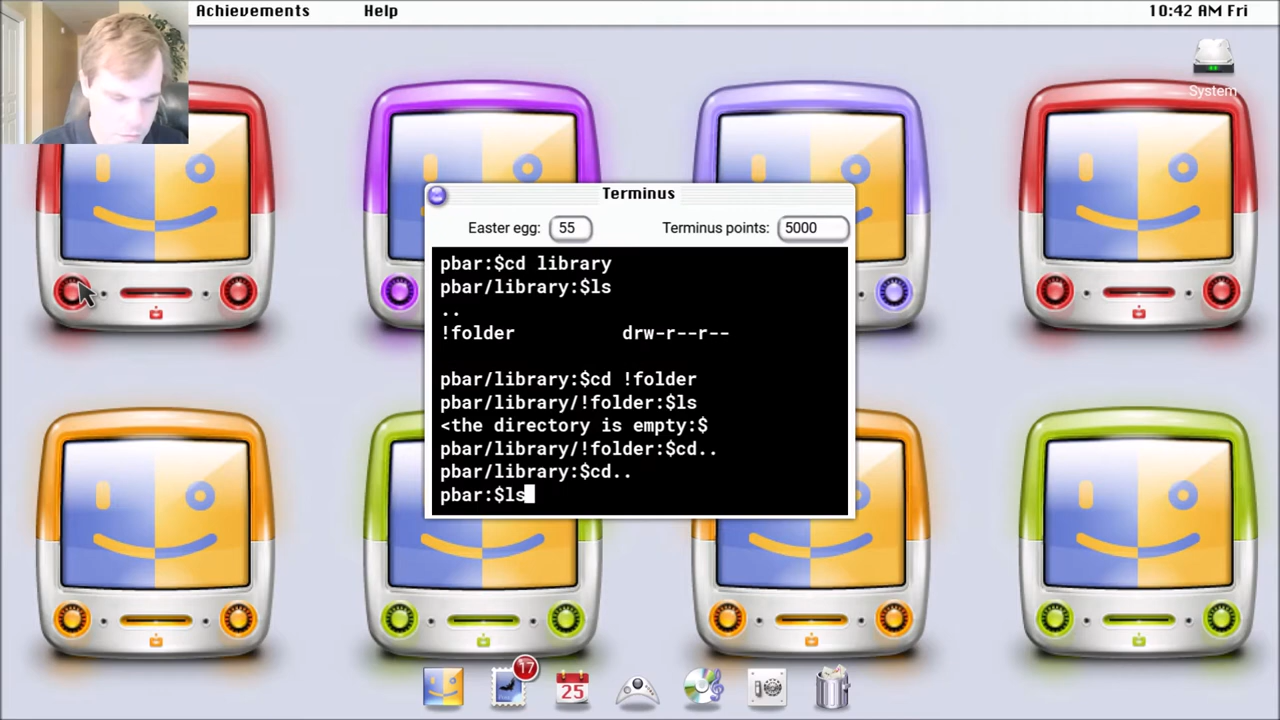 Achievements Help 10:42 AM Fri
System
Terminus
Easter egg: 55 Terminus points: 5000
pbar:$cd library
pbar/library:$ls
..
!folder drw-r--r--
pbar/library:$cd !folder
pbar/library/!folder:$ls
<the directory is empty:$
pbar/library/!folder:$cd..
pbar/library:$cd..
pbar:$ls
17
25